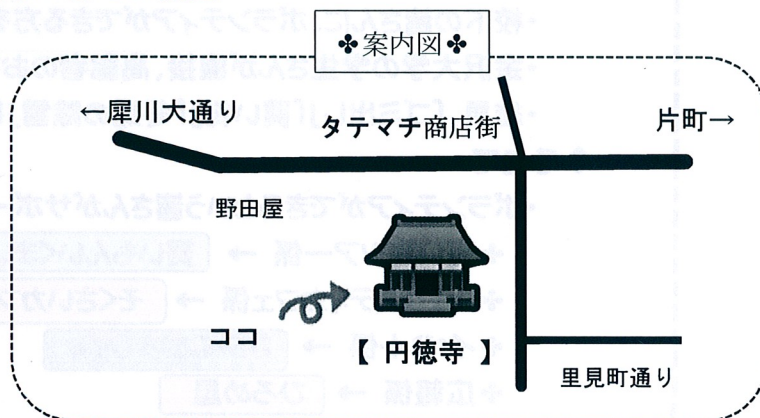 ✤案内図✤
←犀川大通り
タテマチ商店街
片町→
野田屋
ココ
【 円徳寺 】
里見町通り